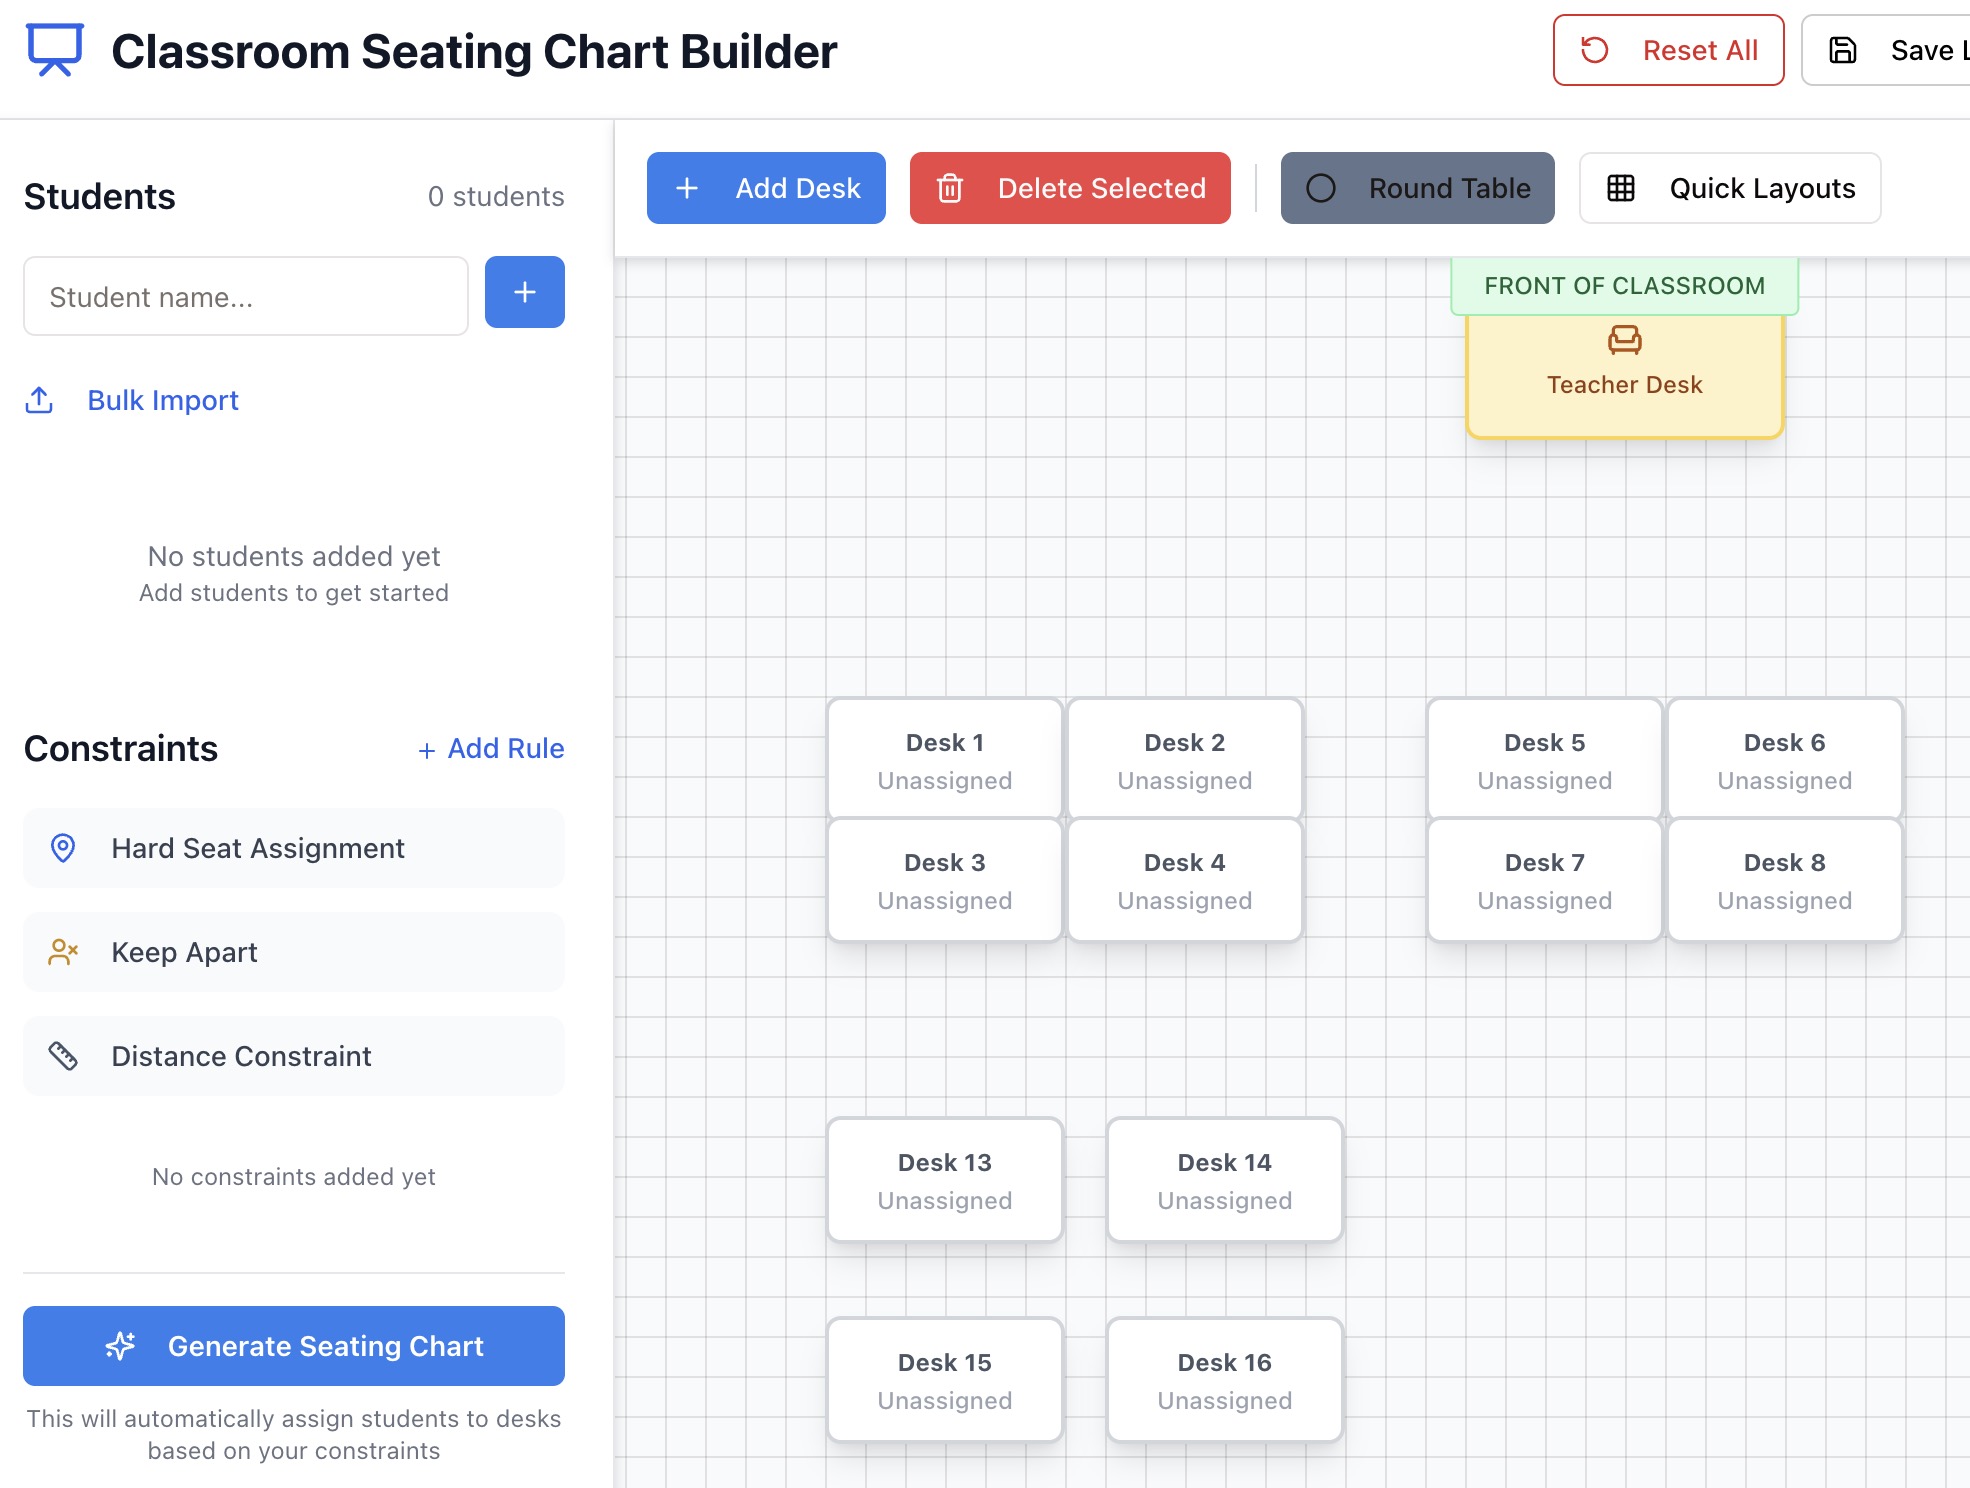 Classroom Seating Chart Builder
Reset All
Save
Students
0 students
Student name...
Bulk Import
No students added yet
Add students to get started
Constraints
+ Add Rule
Hard Seat Assignment
Keep Apart
Distance Constraint
No constraints added yet
Generate Seating Chart
This will automatically assign students to desks
based on your constraints
Add Desk
Delete Selected
Round Table
Quick Layouts
FRONT OF CLASSROOM
Teacher Desk
Desk 1
Unassigned
Desk 2
Unassigned
Desk 5
Unassigned
Desk 6
Unassigned
Desk 3
Unassigned
Desk 4
Unassigned
Desk 7
Unassigned
Desk 8
Unassigned
Desk 13
Unassigned
Desk 14
Unassigned
Desk 15
Unassigned
Desk 16
Unassigned